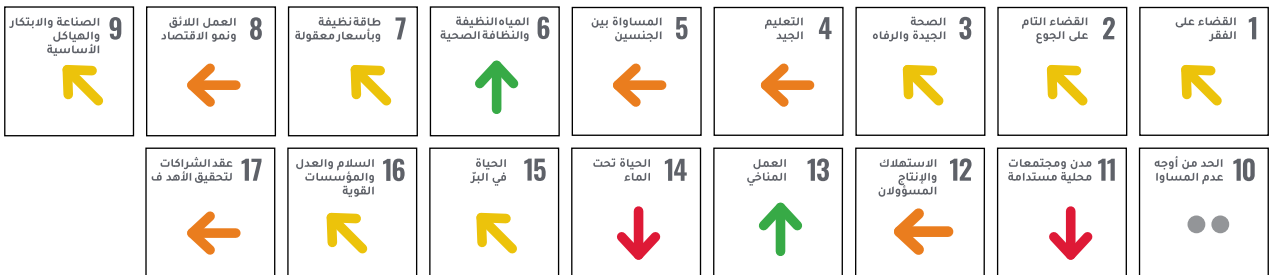 1
القضاء على
الفقر
2
القضاء التام
على الجوع
3
الصحة
الجيدة والرفاه
4
التعليم
الجيد
5
المساواة بين
الجنسين
6
المياه النظيفة
والنظافة الصحية
7
طاقة نظيفة
وبأسعار معقولة
8
العمل اللائق
ونمو الاقتصاد
9
الصناعة والابتكار
والهياكل
الأساسية
10
الحد من أوجه
عدم المساوا
11
مدن ومجتمعات
محلية مستدامة
12
الاستهلاك
والإنتاج
المسؤولان
13
العمل
المناخي
14
الحياة تحت
الماء
15
الحياة
في البرّ
16
السلام والعدل
والمؤسسات
القوية
17
عقد الشراكات
لتحقيق الأهد ف